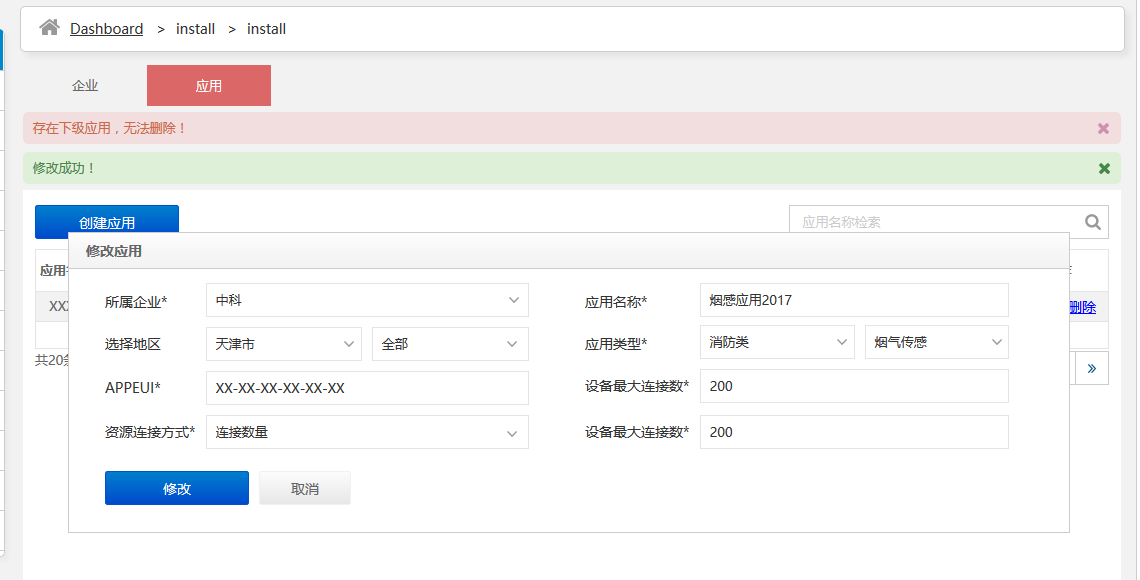 Dashboard > install > install
企业 应用
存在下级应用，无法删除！
修改成功！
创建应用 应用名称检索
修改应用
应用
所属企业* 中科 应用名称* 烟感应用2017
XX 删除
选择地区 天津市 全部 应用类型* 消防类 烟气传感
共20 »
APPEUI* XX-XX-XX-XX-XX-XX 设备最大连接数* 200
资源连接方式* 连接数量 设备最大连接数* 200
修改 取消